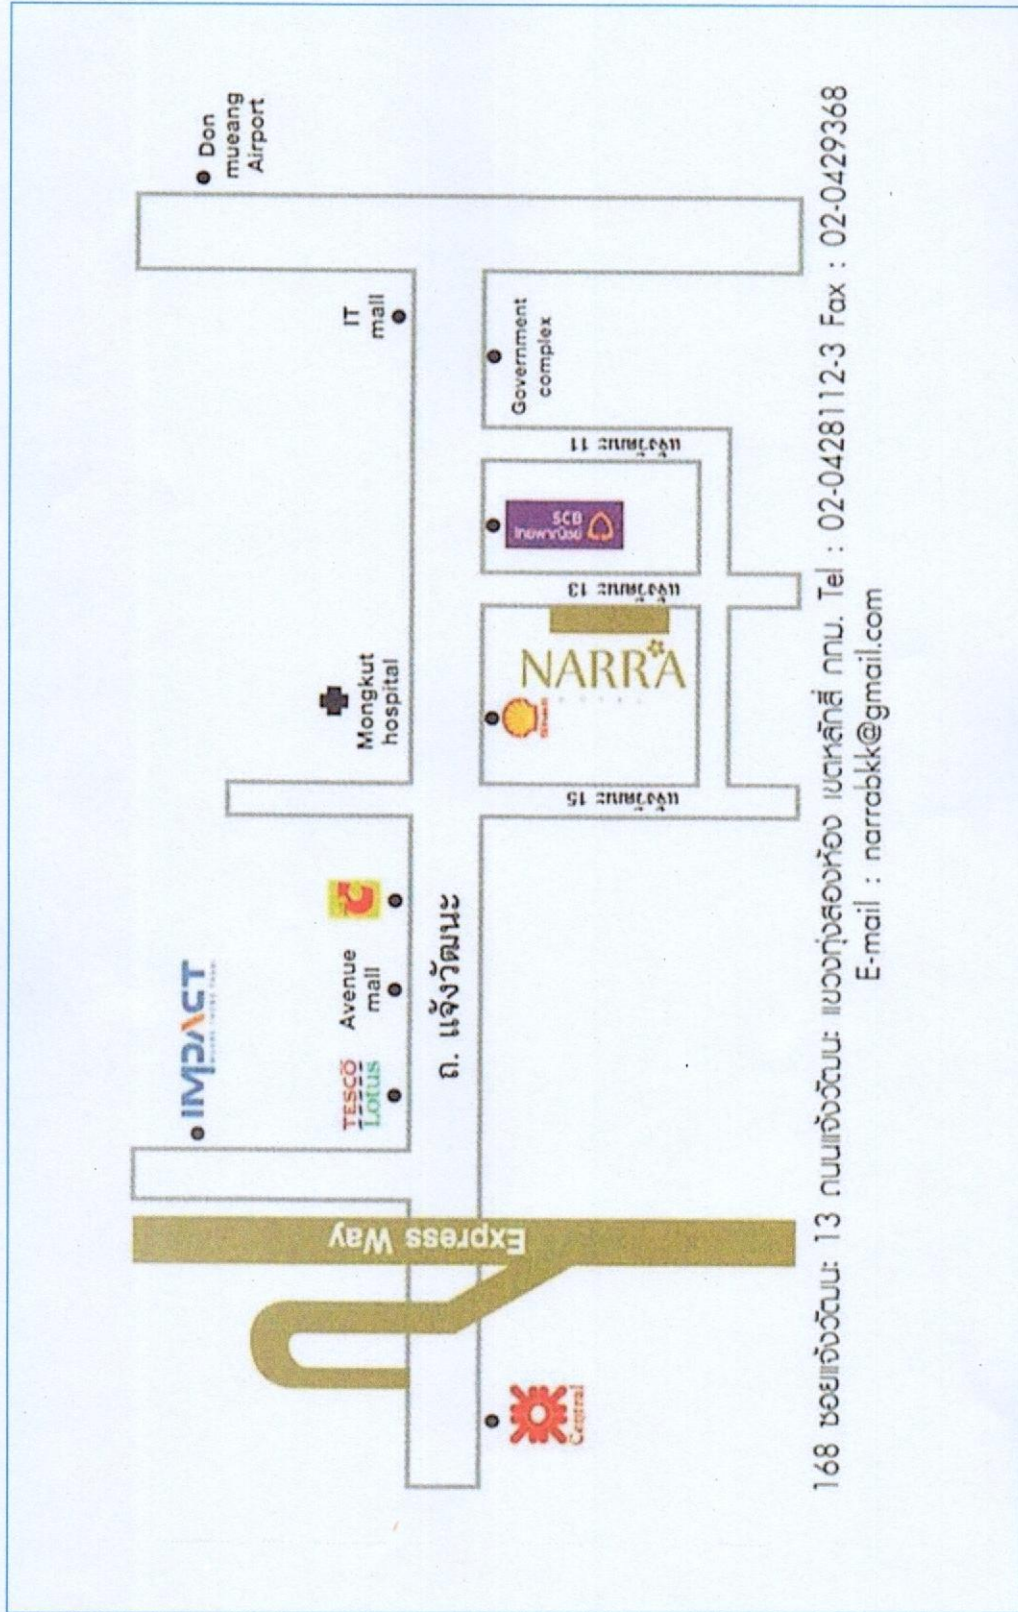 Don
mueang
Airport
IT
mall
Government
complex
แจ้งวัฒนะ 11
SCB
ไทยพาณิชย์
แจ้งวัฒนะ 13
NARRA
HOTEL
Mongkut
hospital
แจ้งวัฒนะ 15
IMPACT
Avenue
mall
TESCO
Lotus
ถ. แจ้งวัฒนะ
Express Way
Central
168 ซอยแจ้งวัฒนะ 13 ถนนแจ้งวัฒนะ แขวงทุ่งสองห้อง เขตหลักสี่ กทม. Tel : 02-0428112-3 Fax : 02-0429368
E-mail : narrabkk@gmail.com